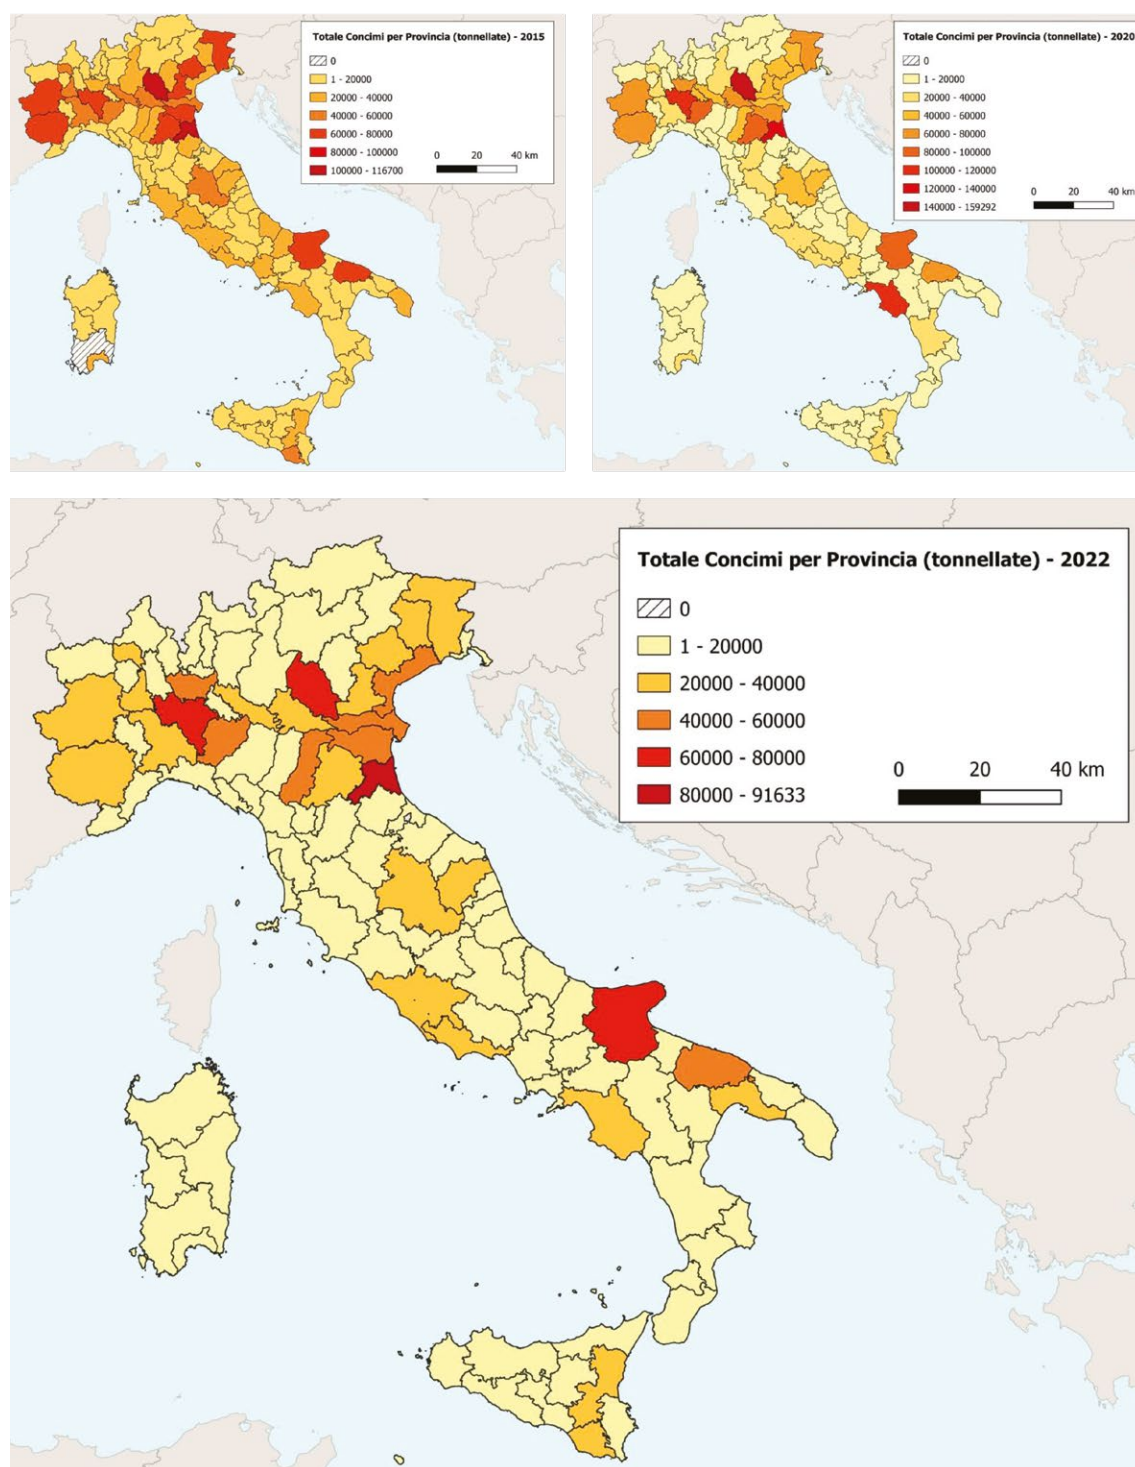 Totale Concimi per Provincia (tonnellate) - 2015
0
1 - 20000
20000 - 40000
40000 - 60000
60000 - 80000
80000 - 100000
100000 - 116700
0 20 40 km
Totale Concimi per Provincia (tonnellate) - 2020
0
1 - 20000
20000 - 40000
40000 - 60000
60000 - 80000
80000 - 100000
100000 - 120000
120000 - 140000
140000 - 159292
0 20 40 km
Totale Concimi per Provincia (tonnellate) - 2022
0
1 - 20000
20000 - 40000
40000 - 60000
60000 - 80000
80000 - 91633
0 20 40 km